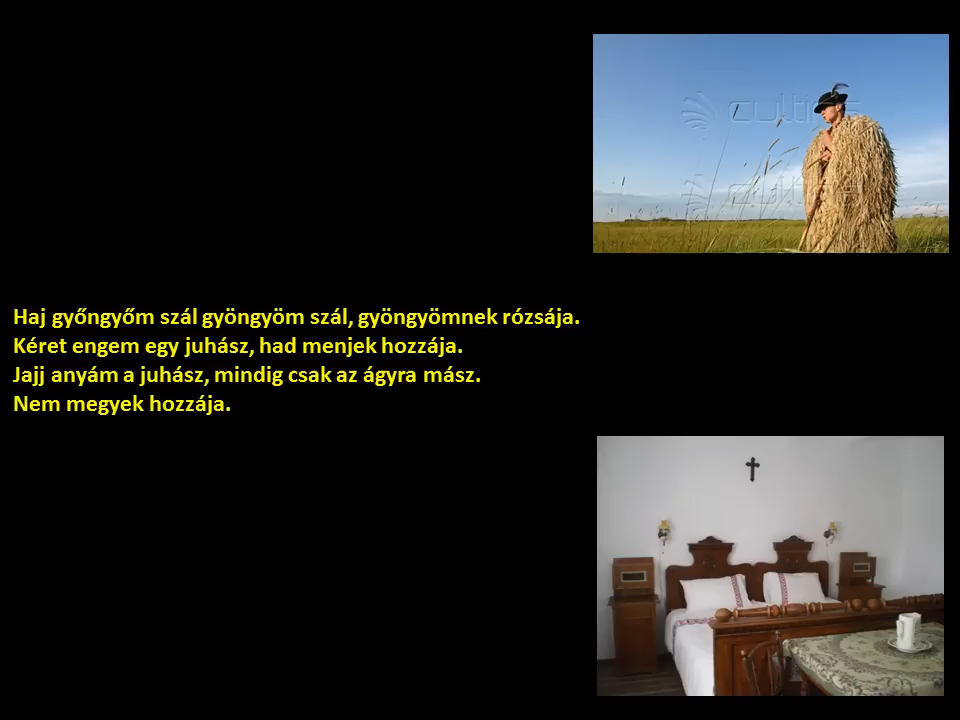 Haj győngyőm szál gyöngyöm szál, gyöngyömnek rózsája.
Kéret engem egy juhász, had menjek hozzája.
Jajj anyám a juhász, mindig csak az ágyra mász.
Nem megyek hozzája.